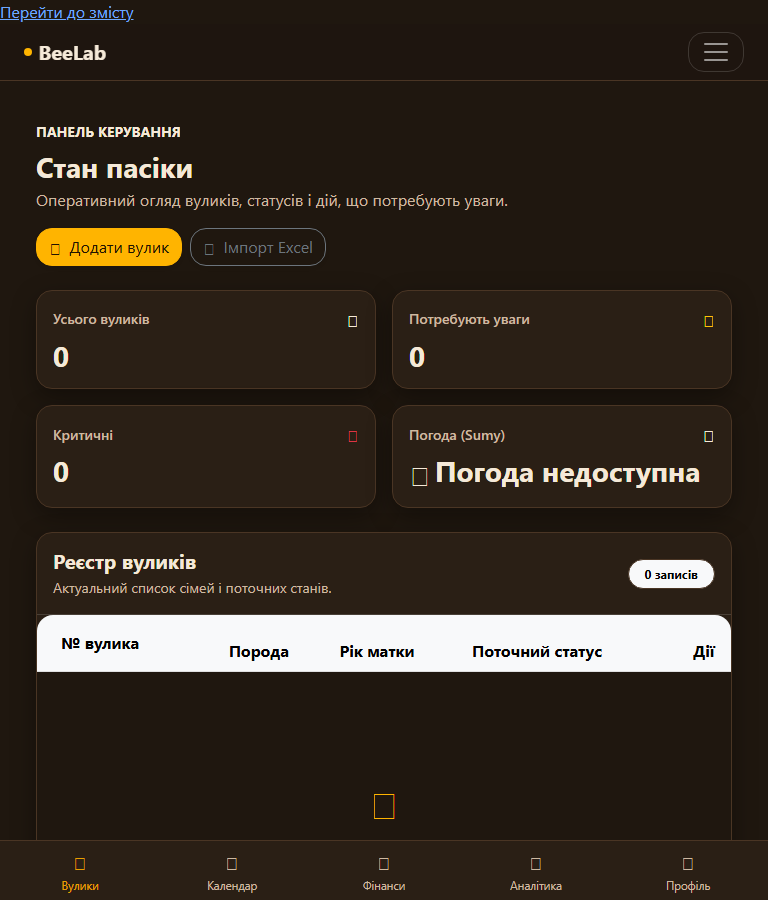 Перейти до змісту
BeeLab
ПАНЕЛЬ КЕРУВАННЯ
Стан пасіки
Оперативний огляд вуликів, статусів і дій, що потребують уваги.
Додати вулик Імпорт Excel
Усього вуликів Потребують уваги
0 0
Критичні Погода (Sumy)
0 Погода недоступна
Реєстр вуликів
Актуальний список сімей і поточних станів.
0 записів
№ вулика Порода Рік матки Поточний статус Дії
Вулики Календар Фінанси Аналітика Профіль